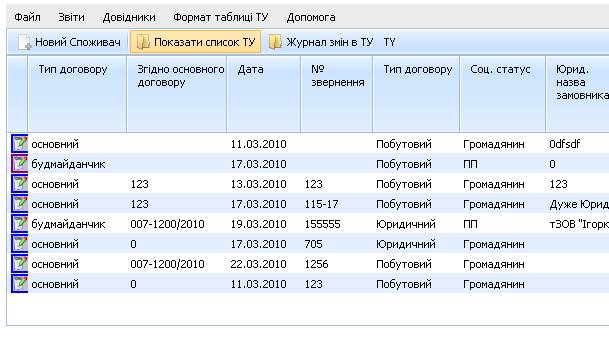 Файл Звіти Довідники Формат таблиці ТУ Допомога
Новий Споживач Показати список ТУ Журнал змін в ТУ ТУ
Тип договору Згідно основного договору Дата № звернення Тип договору Соц. статус Юрид. назва замовника
основний 11.03.2010 Побутовий Громадянин 0dfsdf
будмайданчик 17.03.2010 Побутовий ПП 0
основний 123 13.03.2010 123 Побутовий Громадянин 123
основний 123 17.03.2010 115-17 Побутовий Громадянин Дуже Юрид
будмайданчик 007-1200/2010 19.03.2010 155555 Юридичний ПП тЗОВ "Ігорк
основний 0 17.03.2010 705 Юридичний Громадянин
основний 007-1200/2010 22.03.2010 1256 Побутовий Громадянин
основний 0 11.03.2010 123 Побутовий Громадянин